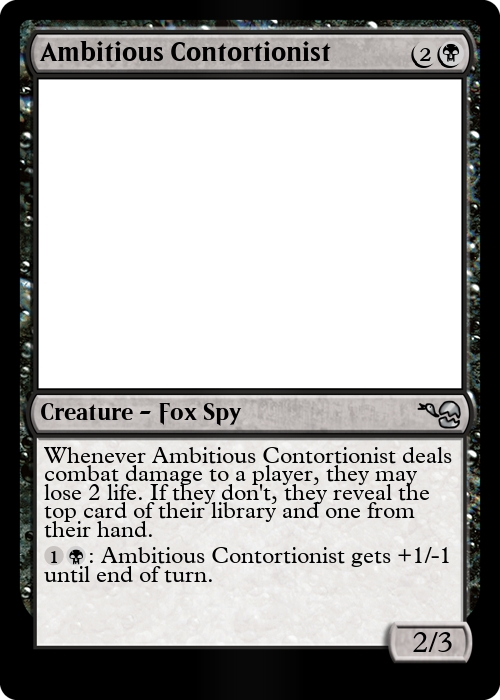 Ambitious Contortionist 2
Creature – Fox Spy
Whenever Ambitious Contortionist deals
combat damage to a player, they may
lose 2 life. If they don't, they reveal the
top card of their library and one from
their hand.
1 : Ambitious Contortionist gets +1/-1
until end of turn.
2/3